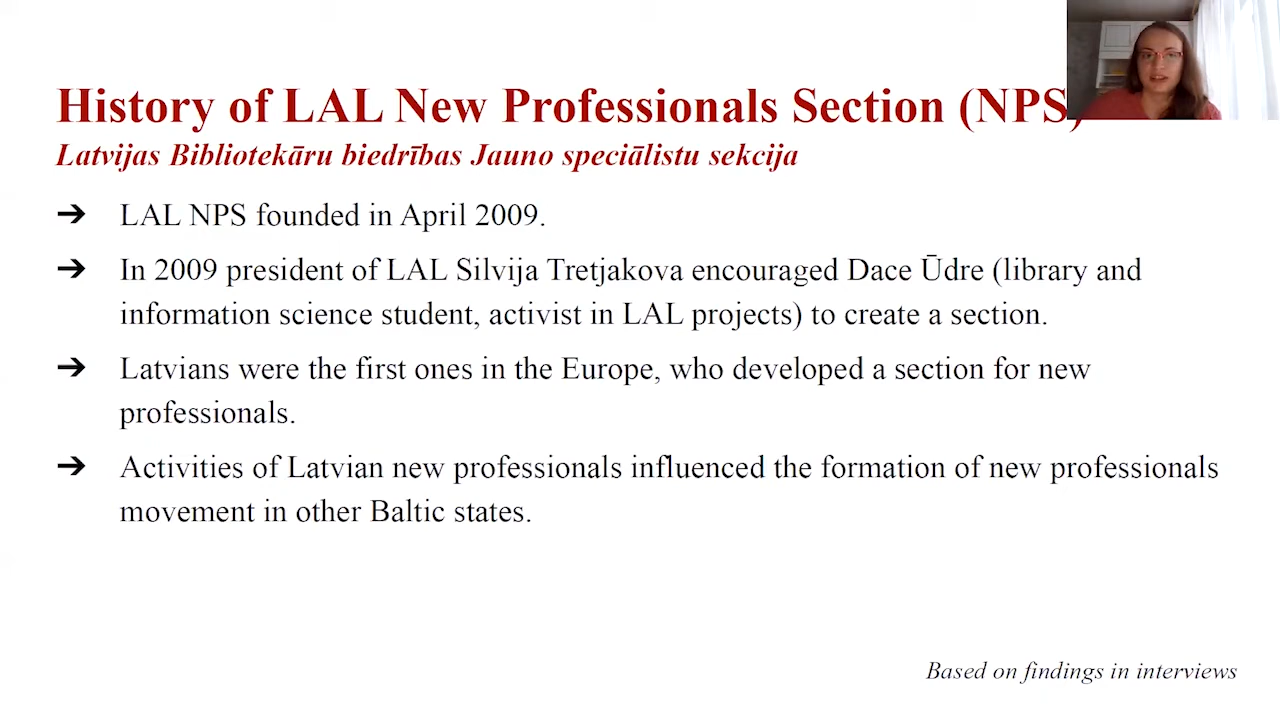 History of LAL New Professionals Section (NPS)
Latvijas Bibliotekāru biedrības Jauno speciālistu sekcija
➔ LAL NPS founded in April 2009.
➔ In 2009 president of LAL Silvija Tretjakova encouraged Dace Ūdre (library and
information science student, activist in LAL projects) to create a section.
➔ Latvians were the first ones in the Europe, who developed a section for new
professionals.
➔ Activities of Latvian new professionals influenced the formation of new professionals
movement in other Baltic states.
Based on findings in interviews